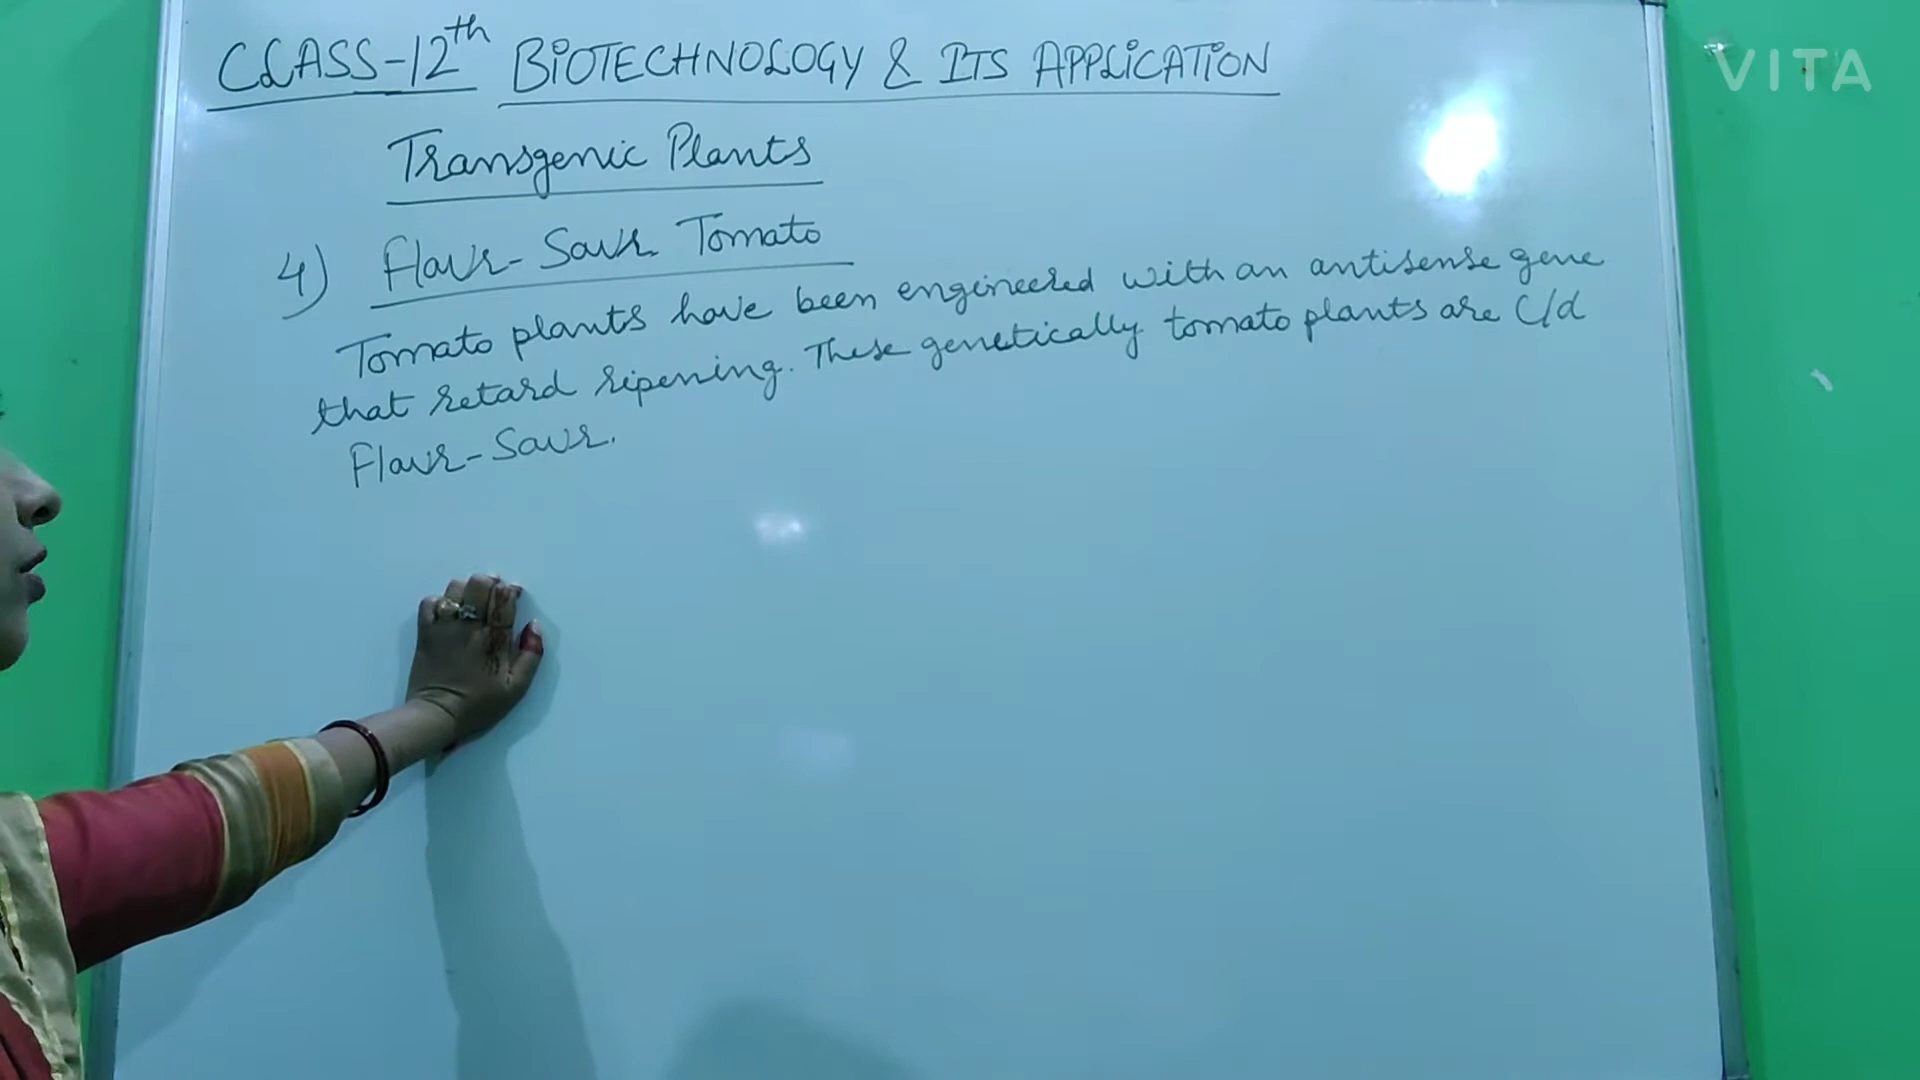 CLASS-12th BIOTECHNOLOGY & ITS APPLICATION
VITA
Transgenic Plants
4) Flavr-Savr Tomato
Tomato plants have been engineered with an antisense gene
that retard ripening. These genetically tomato plants are C/d
Flavr-Savr.